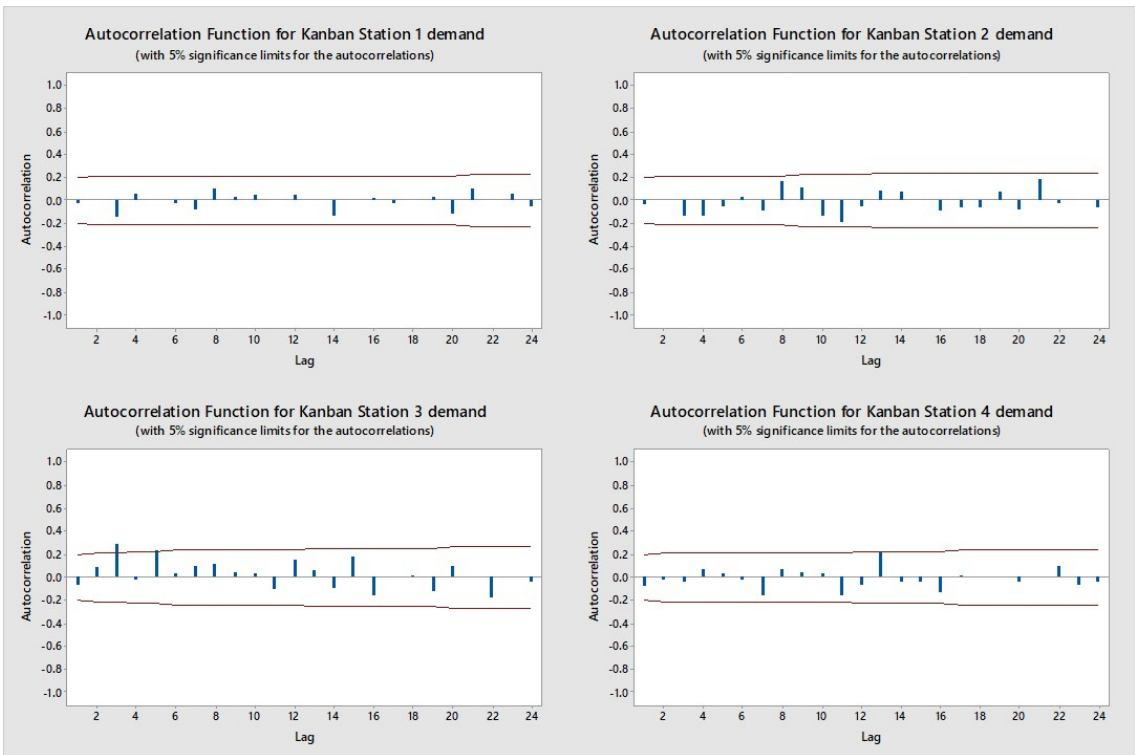 Autocorrelation Function for Kanban Station 1 demand
(with 5% significance limits for the autocorrelations)
1.0
0.8
0.6
0.4
0.2
0.0
-0.2
-0.4
-0.6
-0.8
-1.0
Autocorrelation
2 4 6 8 10 12 14 16 18 20 22 24
Lag
Autocorrelation Function for Kanban Station 2 demand
(with 5% significance limits for the autocorrelations)
1.0
0.8
0.6
0.4
0.2
0.0
-0.2
-0.4
-0.6
-0.8
-1.0
Autocorrelation
2 4 6 8 10 12 14 16 18 20 22 24
Lag
Autocorrelation Function for Kanban Station 3 demand
(with 5% significance limits for the autocorrelations)
1.0
0.8
0.6
0.4
0.2
0.0
-0.2
-0.4
-0.6
-0.8
-1.0
Autocorrelation
2 4 6 8 10 12 14 16 18 20 22 24
Lag
Autocorrelation Function for Kanban Station 4 demand
(with 5% significance limits for the autocorrelations)
1.0
0.8
0.6
0.4
0.2
0.0
-0.2
-0.4
-0.6
-0.8
-1.0
Autocorrelation
2 4 6 8 10 12 14 16 18 20 22 24
Lag